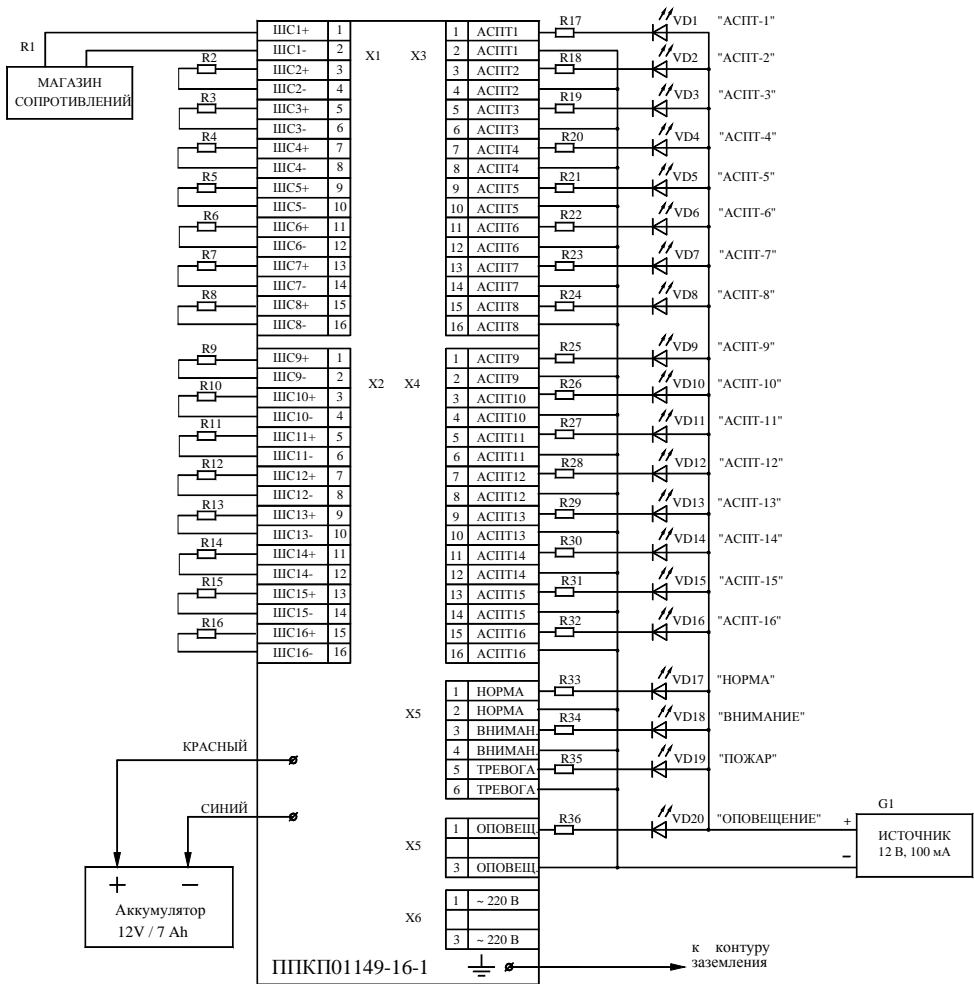 R1
МАГАЗИН
СОПРОТИВЛЕНИЙ
R2
R3
R4
R5
R6
R7
R8
R9
R10
R11
R12
R13
R14
R15
R16
ШС1+ 1
ШС1- 2
ШС2+ 3
ШС2- 4
ШС3+ 5
ШС3- 6
ШС4+ 7
ШС4- 8
ШС5+ 9
ШС5- 10
ШС6+ 11
ШС6- 12
ШС7+ 13
ШС7- 14
ШС8+ 15
ШС8- 16
X1 X3
ШС9+ 1
ШС9- 2
ШС10+ 3
ШС10- 4
ШС11+ 5
ШС11- 6
ШС12+ 7
ШС12- 8
ШС13+ 9
ШС13- 10
ШС14+ 11
ШС14- 12
ШС15+ 13
ШС15- 14
ШС16+ 15
ШС16- 16
X2 X4
1 АСПТ1
2 АСПТ1
3 АСПТ2
4 АСПТ2
5 АСПТ3
6 АСПТ3
7 АСПТ4
8 АСПТ4
9 АСПТ5
10 АСПТ5
11 АСПТ6
12 АСПТ6
13 АСПТ7
14 АСПТ7
15 АСПТ8
16 АСПТ8
1 АСПТ9
2 АСПТ9
3 АСПТ10
4 АСПТ10
5 АСПТ11
6 АСПТ11
7 АСПТ12
8 АСПТ12
9 АСПТ13
10 АСПТ13
11 АСПТ14
12 АСПТ14
13 АСПТ15
14 АСПТ15
15 АСПТ16
16 АСПТ16
X5
1 НОРМА
2 НОРМА
3 ВНИМАН.
4 ВНИМАН.
5 ТРЕВОГА
6 ТРЕВОГА
X5
1 ОПОВЕЩ.
3 ОПОВЕЩ.
X6
1 ~ 220 В
3 ~ 220 В
R17 VD1 "АСПТ-1"
R18 VD2 "АСПТ-2"
R19 VD3 "АСПТ-3"
R20 VD4 "АСПТ-4"
R21 VD5 "АСПТ-5"
R22 VD6 "АСПТ-6"
R23 VD7 "АСПТ-7"
R24 VD8 "АСПТ-8"
R25 VD9 "АСПТ-9"
R26 VD10 "АСПТ-10"
R27 VD11 "АСПТ-11"
R28 VD12 "АСПТ-12"
R29 VD13 "АСПТ-13"
R30 VD14 "АСПТ-14"
R31 VD15 "АСПТ-15"
R32 VD16 "АСПТ-16"
R33 VD17 "НОРМА"
R34 VD18 "ВНИМАНИЕ"
R35 VD19 "ПОЖАР"
R36 VD20 "ОПОВЕЩЕНИЕ"
G1
+
−
ИСТОЧНИК
12 В, 100 мА
КРАСНЫЙ
СИНИЙ
+ −
Аккумулятор
12V / 7 Ah
ППКП01149-16-1
к контуру
заземления